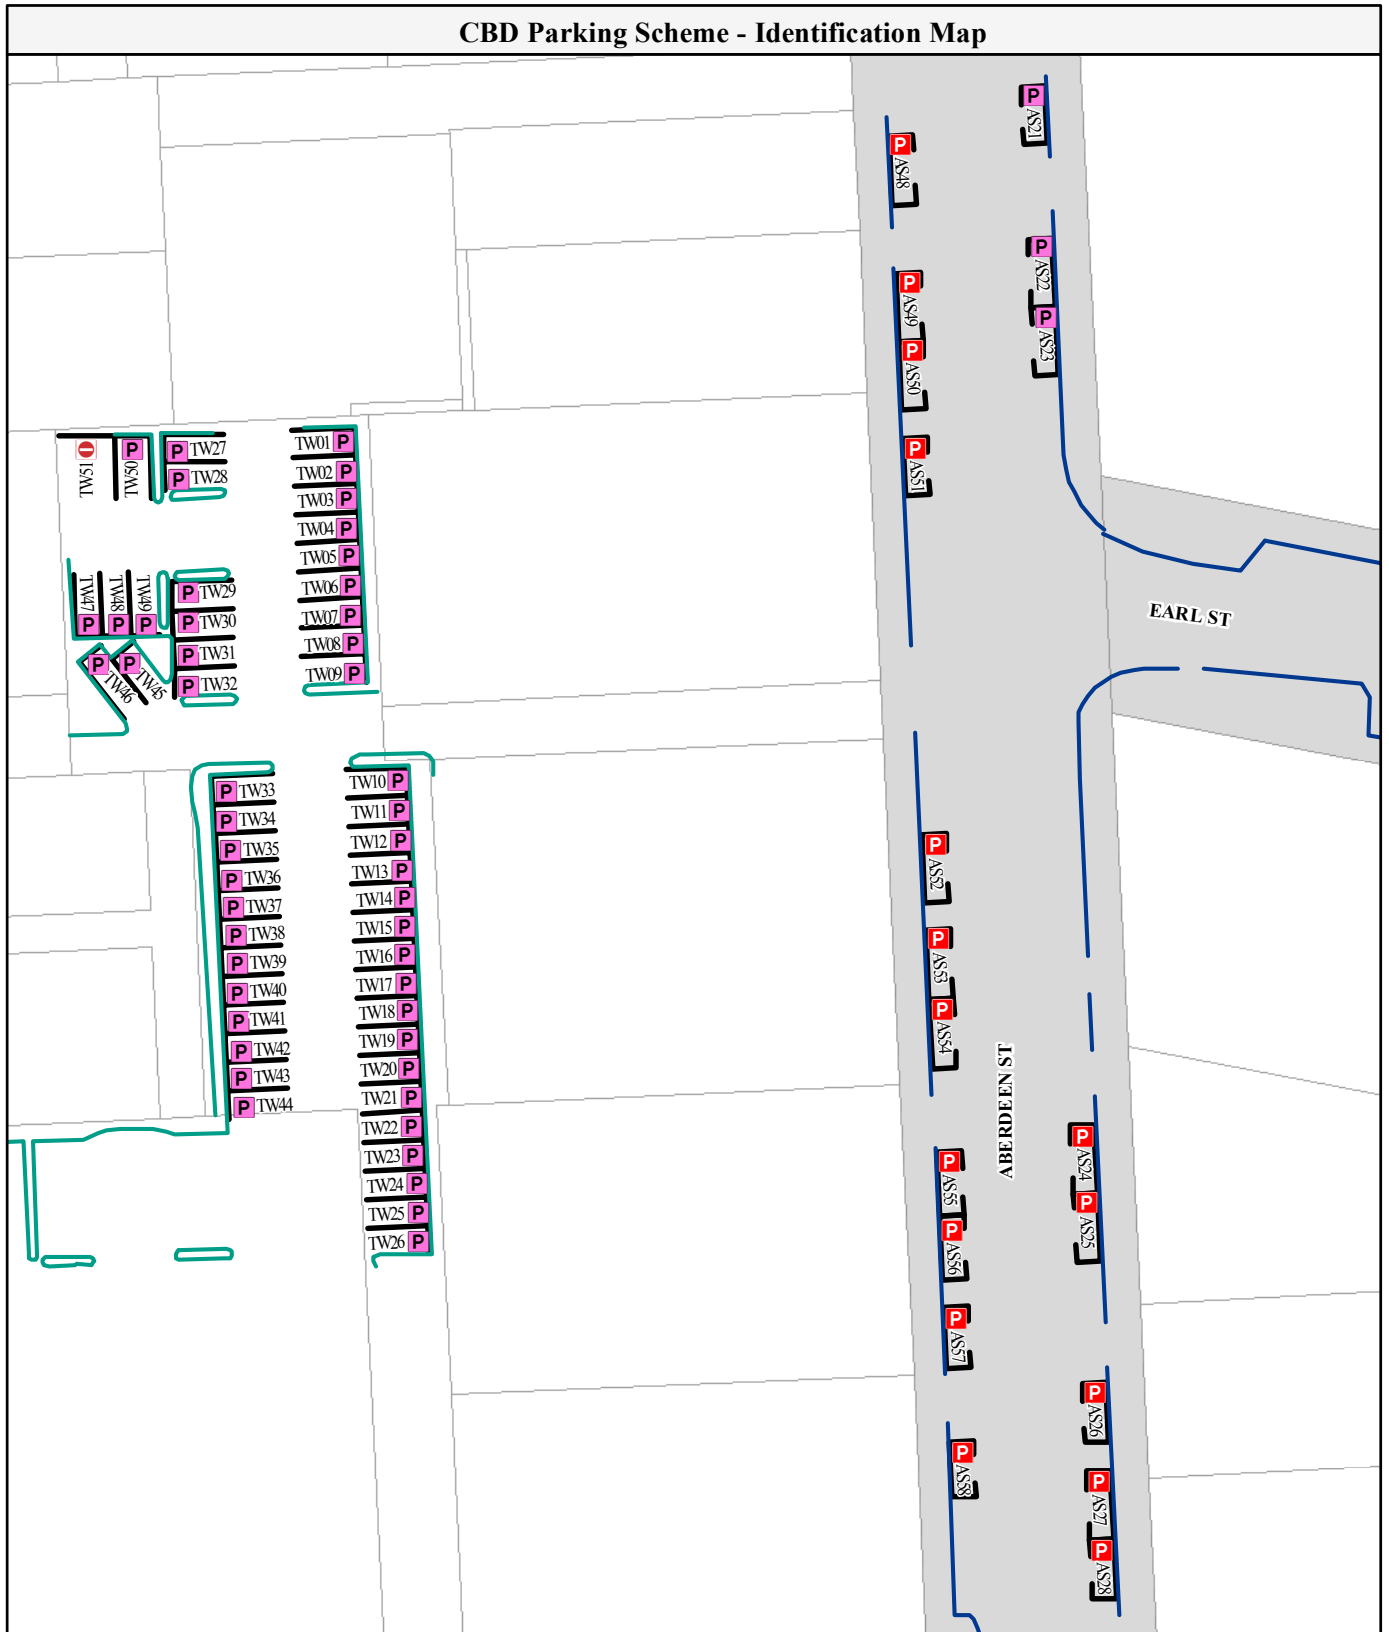 CBD Parking Scheme - Identification Map
P AS21
P AS48
P AS22
P AS49
P AS23
P AS50
P AS51
TW51
P TW50
P TW27
P TW28
TW01 P
TW02 P
TW03 P
TW04 P
TW05 P
TW06 P
TW07 P
TW08 P
TW09 P
TW47 P
TW48 P
TW49 P
P TW29
P TW30
P TW31
P TW32
P TW46
P TW45
EARL ST
P TW33
P TW34
P TW35
P TW36
P TW37
P TW38
P TW39
P TW40
P TW41
P TW42
P TW43
P TW44
TW10 P
TW11 P
TW12 P
TW13 P
TW14 P
TW15 P
TW16 P
TW17 P
TW18 P
TW19 P
TW20 P
TW21 P
TW22 P
TW23 P
TW24 P
TW25 P
TW26 P
P AS52
P AS53
P AS54
ABERDEEN ST
P AS24
P AS55
P AS25
P AS56
P AS57
P AS26
P AS58
P AS27
P AS28